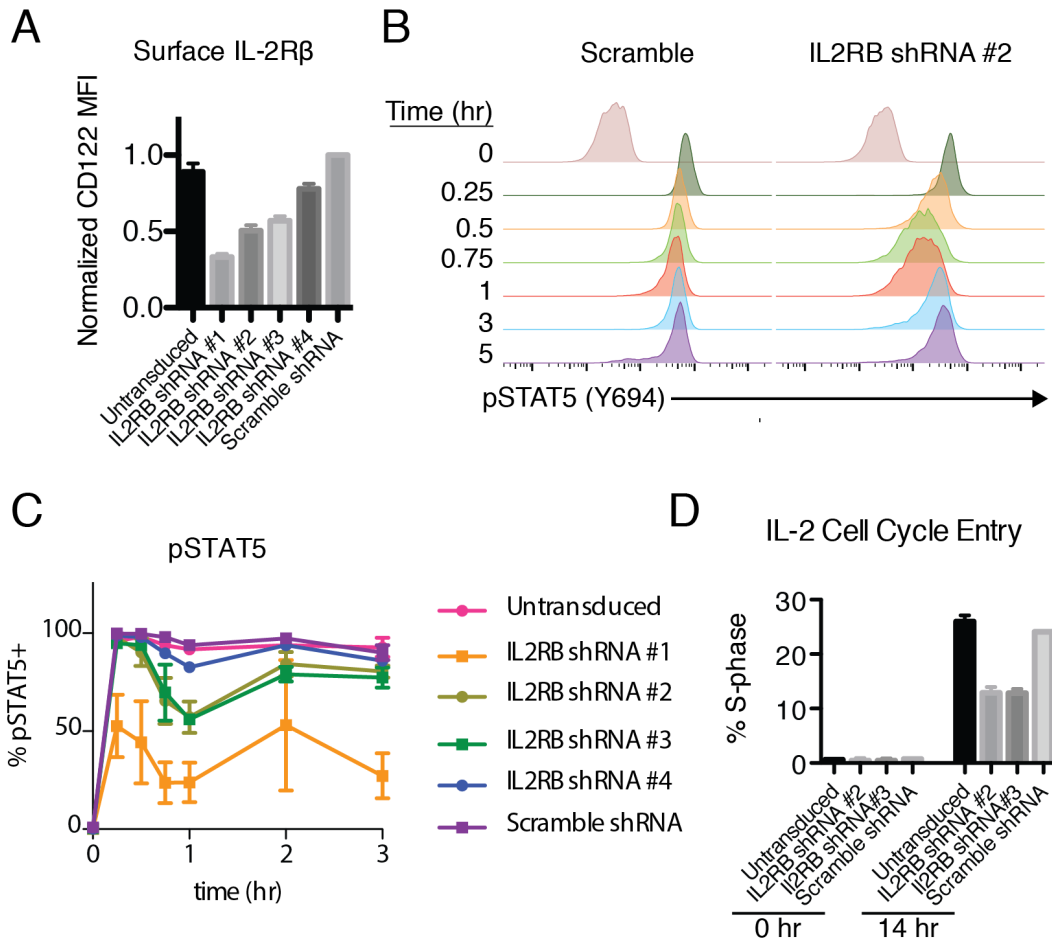 A
Surface IL-2Rβ
Normalized CD122 MFI
1.0
0.5
0.0
Untransduced
IL2RB shRNA #1
IL2RB shRNA #2
IL2RB shRNA #3
IL2RB shRNA #4
Scramble shRNA
B
Scramble
IL2RB shRNA #2
Time (hr)
0
0.25
0.5
0.75
1
3
5
pSTAT5 (Y694)
C
pSTAT5
% pSTAT5+
100
50
0
0
1
2
3
time (hr)
Untransduced
IL2RB shRNA #1
IL2RB shRNA #2
IL2RB shRNA #3
IL2RB shRNA #4
Scramble shRNA
D
IL-2 Cell Cycle Entry
% S-phase
30
20
10
0
Untransduced
IL2RB shRNA #2
Il2RB shRNA#3
Scramble shRNA
Untransduced
IL2RB shRNA #2
Il2RB shRNA #3
Scramble shRNA
0 hr
14 hr